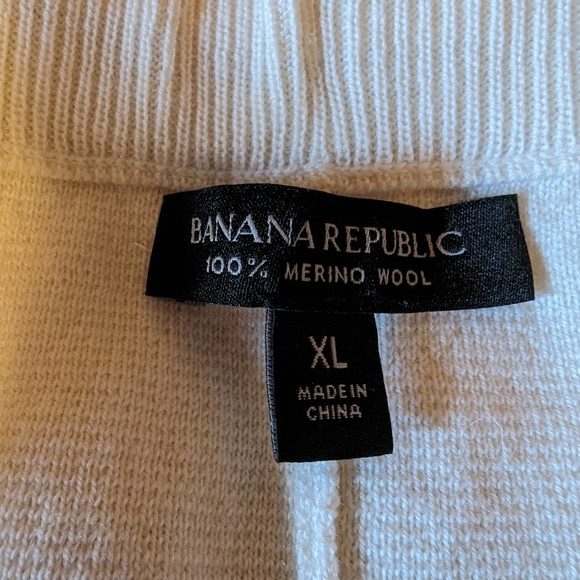 BANANA REPUBLIC
100% MERINO WOOL
XL
MADE IN
CHINA